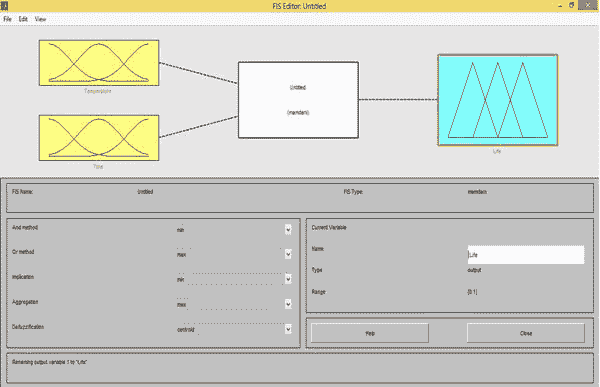 FIS Editor: Untitled
File Edit View
Temperature
Time
Untitled
(mamdani)
Life
FIS Name: Untitled FIS Type: mamdani
And method min
Or method max
Implication min
Aggregation max
Defuzzification centroid
Current Variable
Name Life
Type output
Range [0 1]
Help Close
Renaming output variable 1 to "Life"